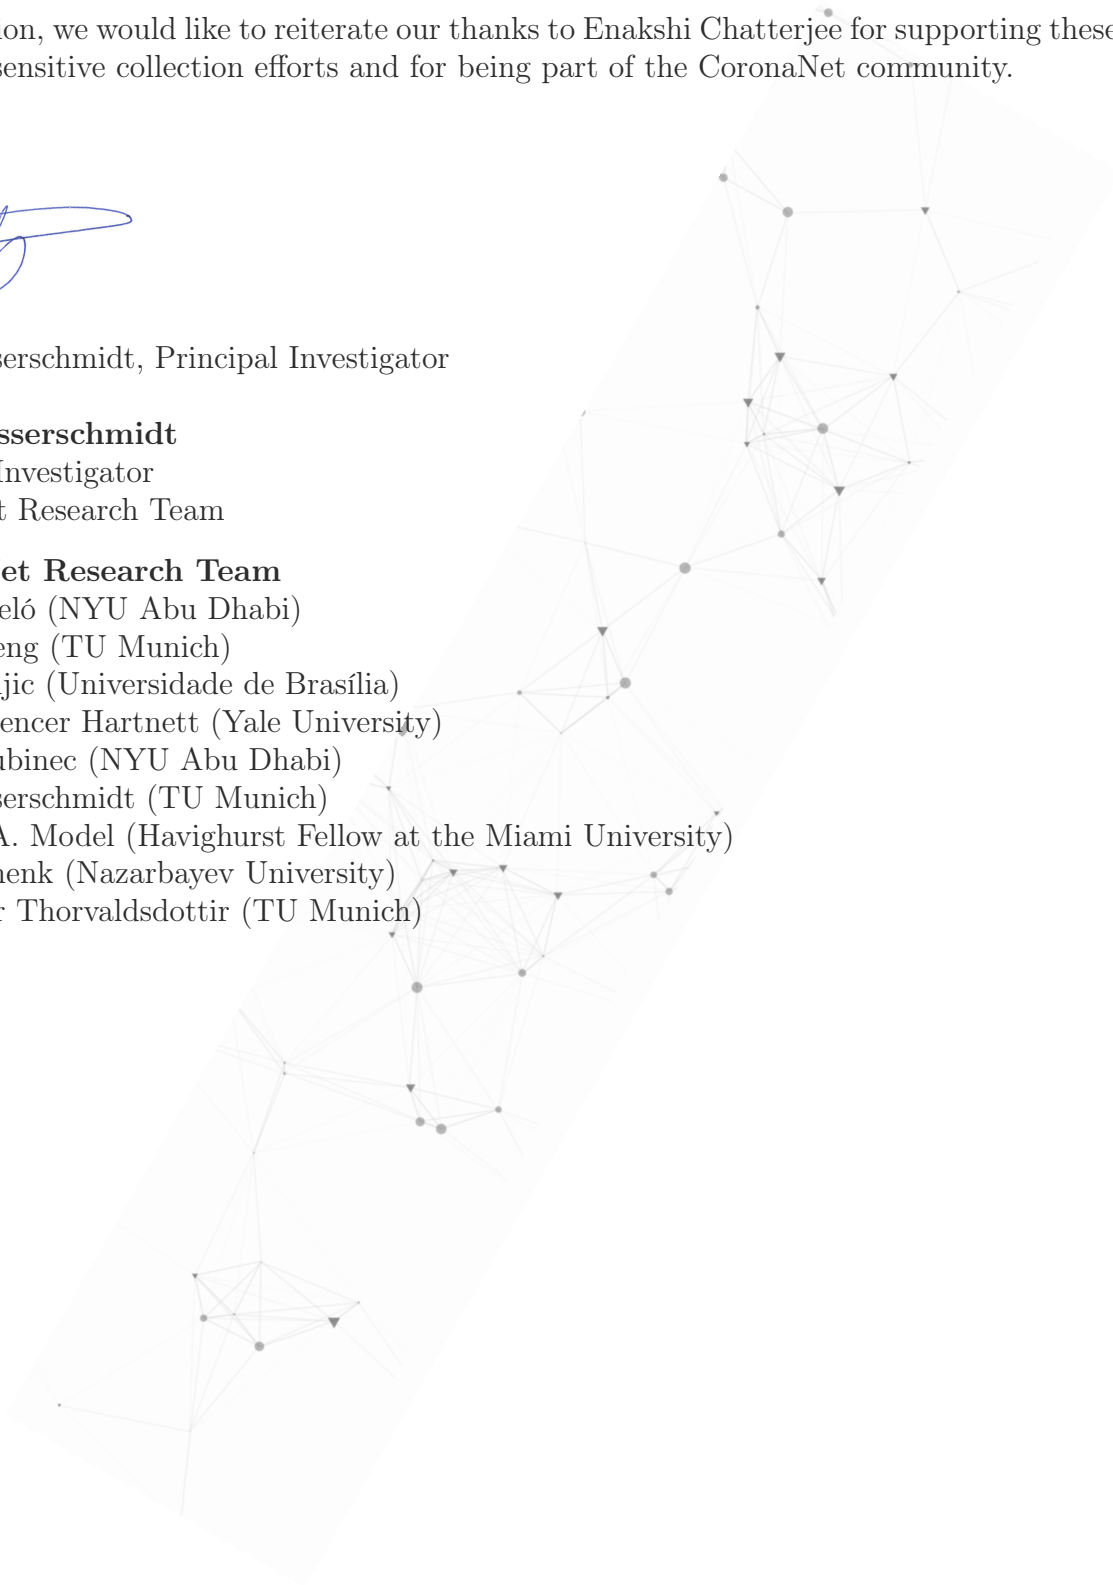 ion, we would like to reiterate our thanks to Enakshi Chatterjee for supporting these
sensitive collection efforts and for being part of the CoronaNet community.
serschmidt, Principal Investigator
sserschmidt
Investigator
t Research Team
et Research Team
eló (NYU Abu Dhabi)
eng (TU Munich)
jic (Universidade de Brasília)
encer Hartnett (Yale University)
ubinec (NYU Abu Dhabi)
serschmidt (TU Munich)
A. Model (Havighurst Fellow at the Miami University)
henk (Nazarbayev University)
r Thorvaldsdottir (TU Munich)